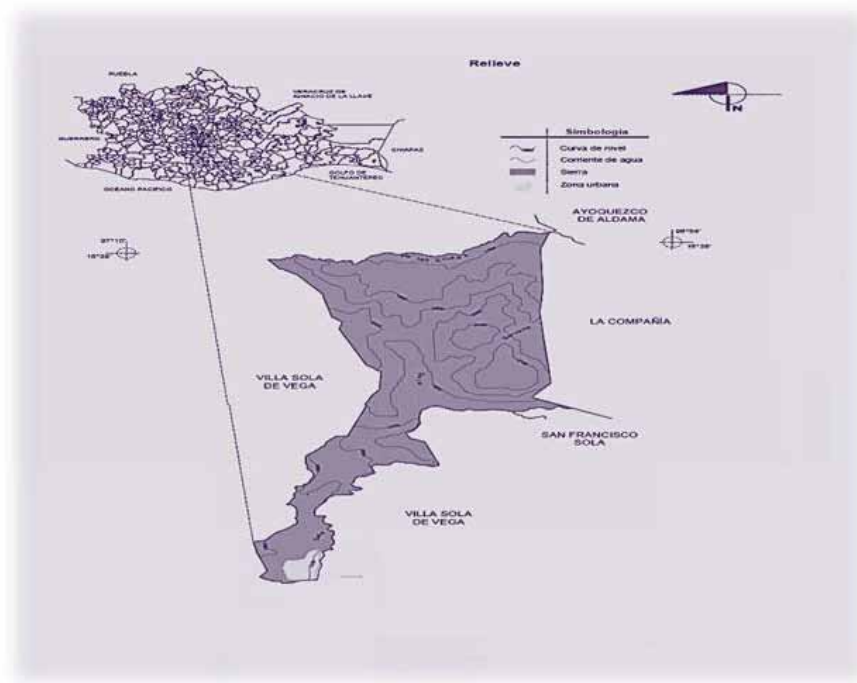 Relieve
PUEBLA
VERACRUZ DE
IGNACIO DE LA LLAVE
GUERRERO
CHIAPAS
GOLFO DE
TEHUANTEPEC
OCEANO PACIFICO
N
Simbología
Curva de nivel
Corriente de agua
Sierra
Zona urbana
AYOQUEZCO
DE ALDAMA
97°10'
LA COMPAÑÍA
VILLA SOLA
DE VEGA
SAN FRANCISCO
SOLA
VILLA SOLA
DE VEGA